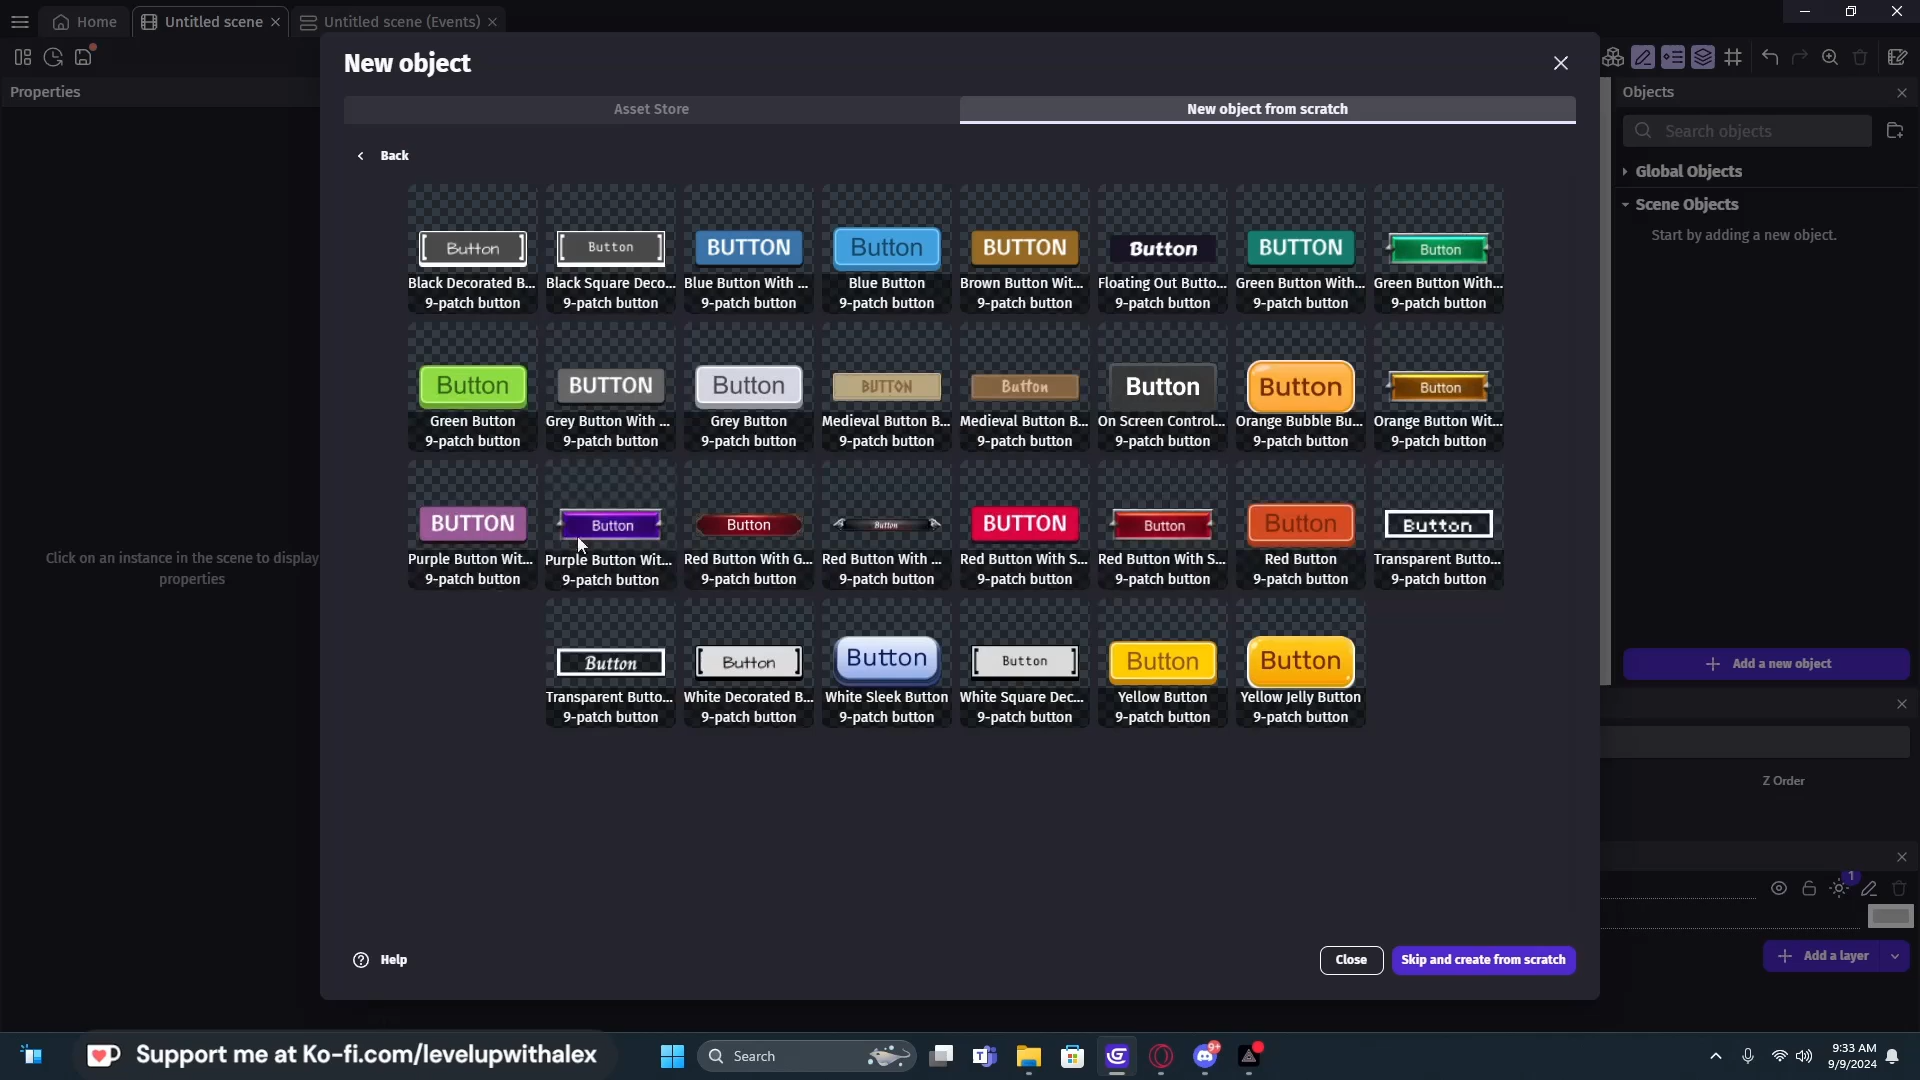 Home
Untitled scene
Untitled scene (Events)
New object
Properties
Objects
Asset Store
New object from scratch
Search objects
Back
Global Objects
Scene Objects
Start by adding a new object.
Button
Button
BUTTON
Button
BUTTON
Button
BUTTON
Button
Black Decorated B...
Black Square Deco...
Blue Button With ...
Blue Button
Brown Button Wit...
Floating Out Butto...
Green Button With...
Green Button With...
9-patch button
9-patch button
9-patch button
9-patch button
9-patch button
9-patch button
9-patch button
9-patch button
Button
BUTTON
Button
BUTTON
Button
Button
Button
Button
Green Button
Grey Button With ...
Grey Button
Medieval Button B...
Medieval Button B...
On Screen Control...
Orange Bubble Bu...
Orange Button Wit...
9-patch button
9-patch button
9-patch button
9-patch button
9-patch button
9-patch button
9-patch button
9-patch button
BUTTON
Button
Button
Button
BUTTON
Button
Button
Button
Purple Button Wit...
Purple Button Wit...
Red Button With G...
Red Button With ...
Red Button With S...
Red Button With S...
Red Button
Transparent Butto...
9-patch button
9-patch button
9-patch button
9-patch button
9-patch button
9-patch button
9-patch button
9-patch button
Click on an instance in the scene to display
properties
Button
Button
Button
Button
Button
Button
Transparent Butto...
White Decorated B...
White Sleek Button
White Square Dec...
Yellow Button
Yellow Jelly Button
9-patch button
9-patch button
9-patch button
9-patch button
9-patch button
9-patch button
Add a new object
Z Order
1
Help
Close
Skip and create from scratch
Add a layer
Support me at Ko-fi.com/levelupwithalex
Search
9+
9:33 AM
9/9/2024